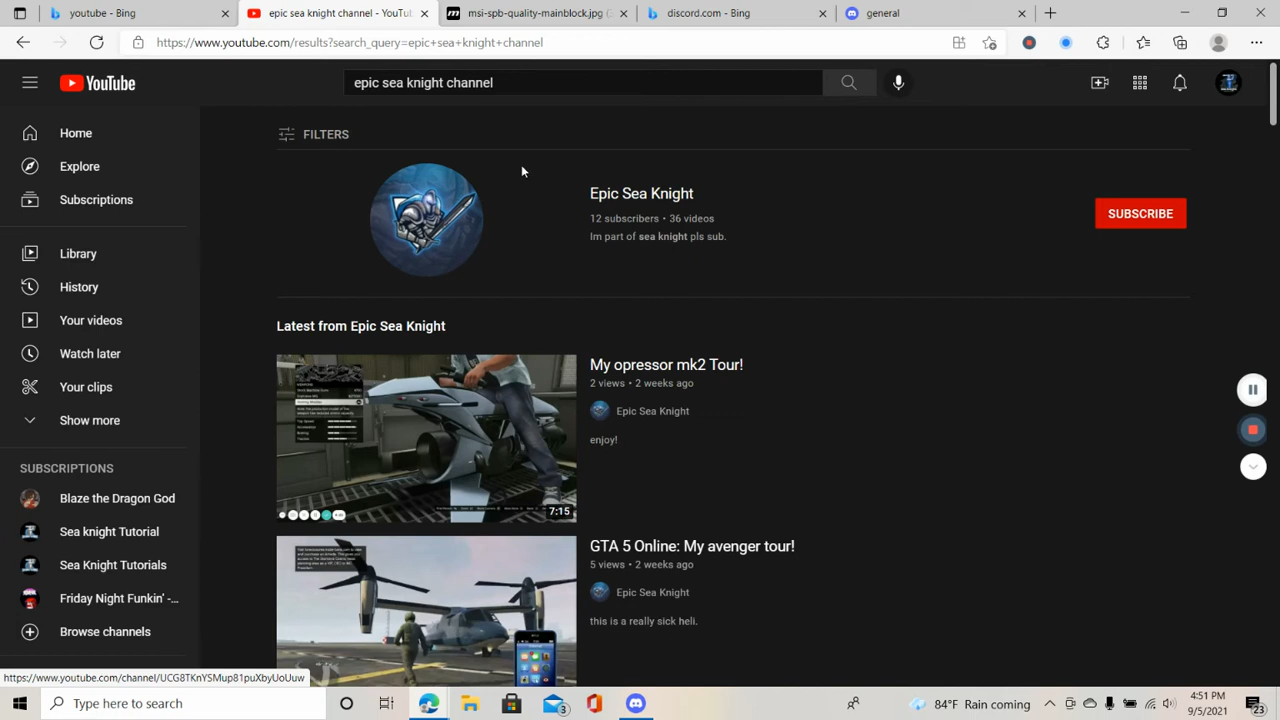 youtube - Bing
epic sea knight channel - YouTu
msi-spb-quality-mainblock.jpg (
discord.com - Bing
general
https://www.youtube.com/results?search_query=epic+sea+knight+channel
YouTube
epic sea knight channel
Home
Explore
Subscriptions
Library
History
Your videos
Watch later
Your clips
Show more
SUBSCRIPTIONS
Blaze the Dragon God
Sea knight Tutorial
Sea Knight Tutorials
Friday Night Funkin' -...
Browse channels
FILTERS
Epic Sea Knight
12 subscribers • 36 videos
Im part of sea knight pls sub.
SUBSCRIBE
Latest from Epic Sea Knight
My opressor mk2 Tour!
2 views • 2 weeks ago
Epic Sea Knight
enjoy!
WEAPONS
7:15
GTA 5 Online: My avenger tour!
5 views • 2 weeks ago
Epic Sea Knight
this is a really sick heli.
https://www.youtube.com/channel/UCG8TKnYSMup81puXbyUoUuw
Type here to search
3
84°F Rain coming
4:51 PM
9/5/2021
23